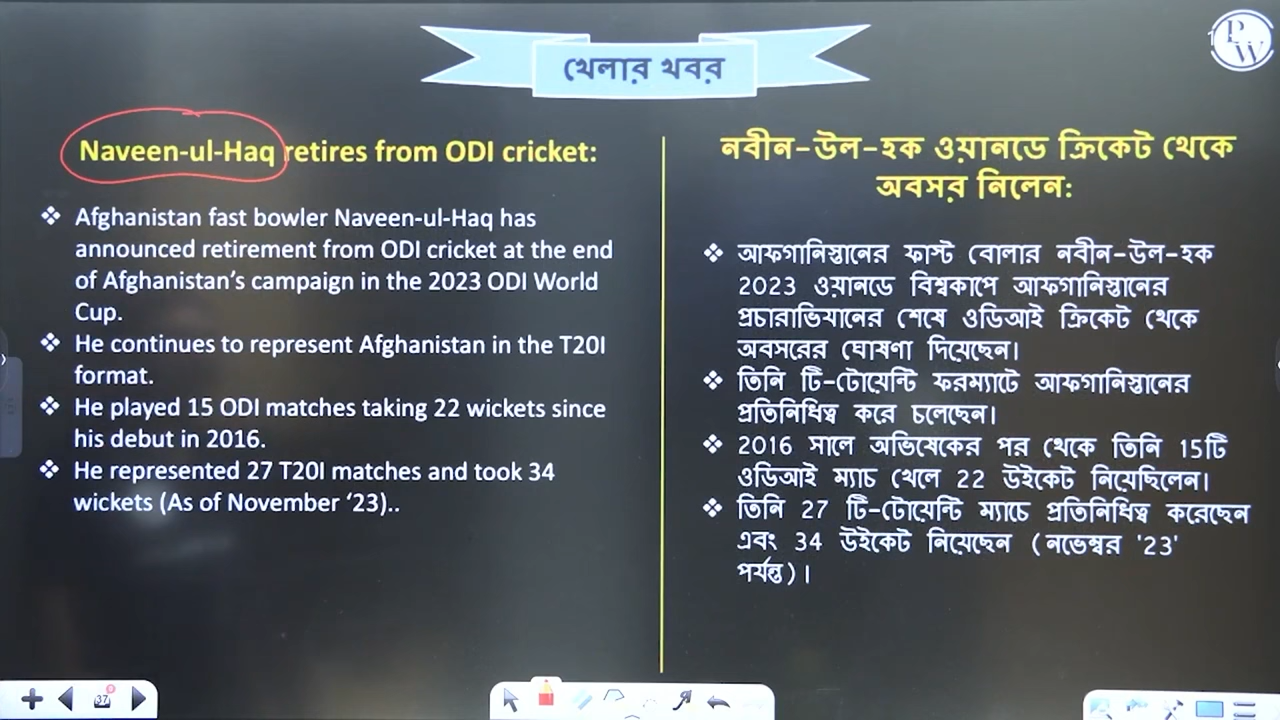 খেলার খবর
PW
Naveen-ul-Haq retires from ODI cricket:
❖ Afghanistan fast bowler Naveen-ul-Haq has
announced retirement from ODI cricket at the end
of Afghanistan’s campaign in the 2023 ODI World
Cup.
❖ He continues to represent Afghanistan in the T20I
format.
❖ He played 15 ODI matches taking 22 wickets since
his debut in 2016.
❖ He represented 27 T20I matches and took 34
wickets (As of November ‘23)..
নবীন-উল-হক ওয়ানডে ক্রিকেট থেকে
অবসর নিলেন:
❖ আফগানিস্তানের ফাস্ট বোলার নবীন-উল-হক
2023 ওয়ানডে বিশ্বকাপে আফগানিস্তানের
প্রচারাভিযানের শেষে ওডিআই ক্রিকেট থেকে
অবসরের ঘোষণা দিয়েছেন।
❖ তিনি টি-টোয়েন্টি ফরম্যাটে আফগানিস্তানের
প্রতিনিধিত্ব করে চলেছেন।
❖ 2016 সালে অভিষেকের পর থেকে তিনি 15টি
ওডিআই ম্যাচ খেলে 22 উইকেট নিয়েছিলেন।
❖ তিনি 27 টি-টোয়েন্টি ম্যাচে প্রতিনিধিত্ব করেছেন
এবং 34 উইকেট নিয়েছেন (নভেম্বর '23'
পর্যন্ত)।
37